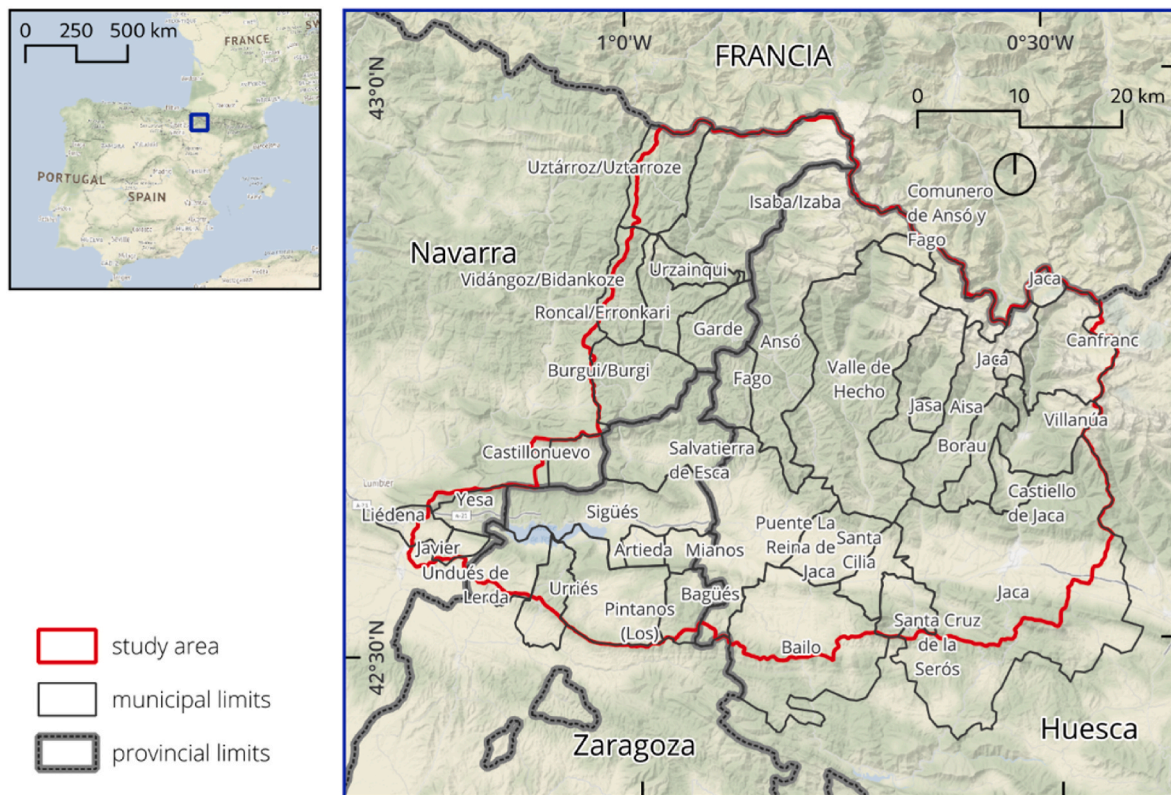 0 250 500 km
FRANCE
PORTUGAL
SPAIN
study area
municipal limits
provincial limits
1°0'W
0°30'W
43°0'N
42°30'N
FRANCIA
0 10 20 km
Navarra
Uztárroz/Uztarroze
Isaba/Izaba
Comunero
de Ansó y
Fago
Vidángoz/Bidankoze
Urzainqui
Jaca
Roncal/Erronkari
Garde
Ansó
Canfranc
Burgui/Burgi
Fago
Valle de
Hecho
Jaca
Jasa
Aisa
Villanúa
Borau
Castillonuevo
Salvatierra
de Esca
Castiello
de Jaca
Lumbier
Yesa
Liédena
Sigüés
A-21
Javier
Artieda
Mianos
Puente La
Reina de
Jaca
Santa
Cilia
Undués de
Lerda
Urriés
Pintanos
(Los)
Bagüés
Jaca
Santa Cruz
de la
Serós
Bailo
Zaragoza
Huesca